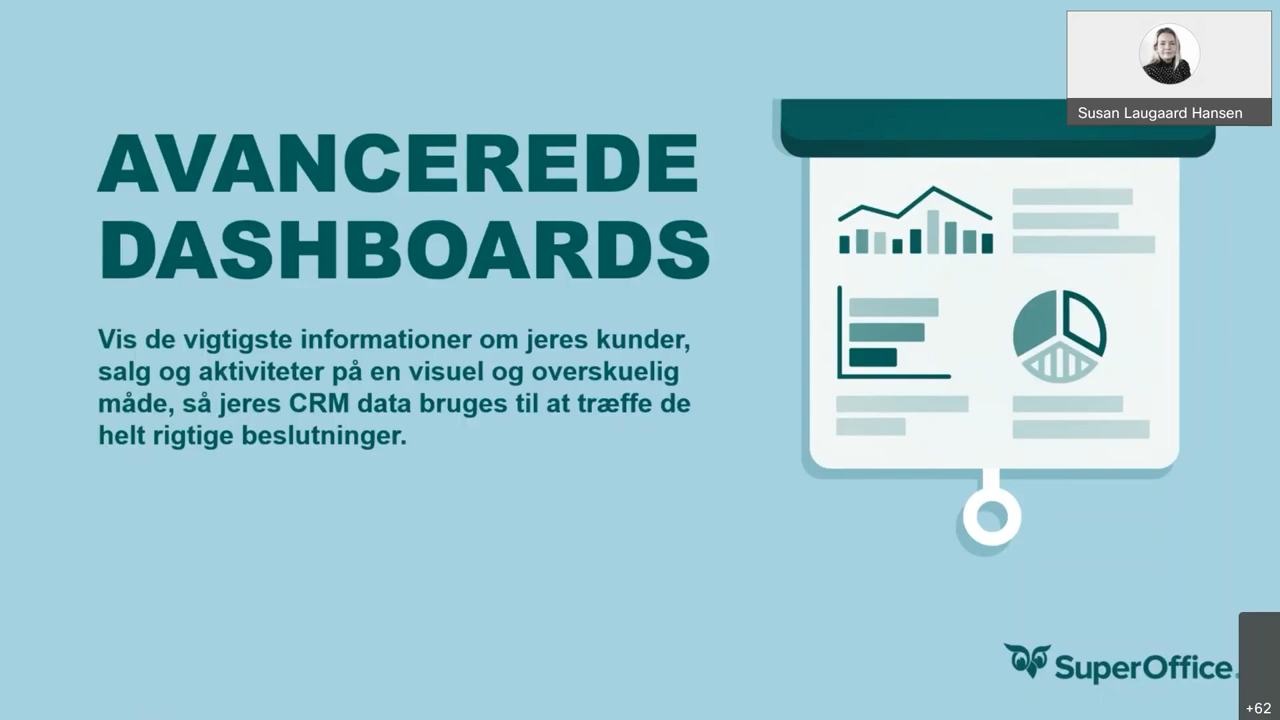 Susan Laugaard Hansen
AVANCEREDE
DASHBOARDS
Vis de vigtigste informationer om jeres kunder,
salg og aktiviteter på en visuel og overskuelig
måde, så jeres CRM data bruges til at træffe de
helt rigtige beslutninger.
SuperOffice.
+62